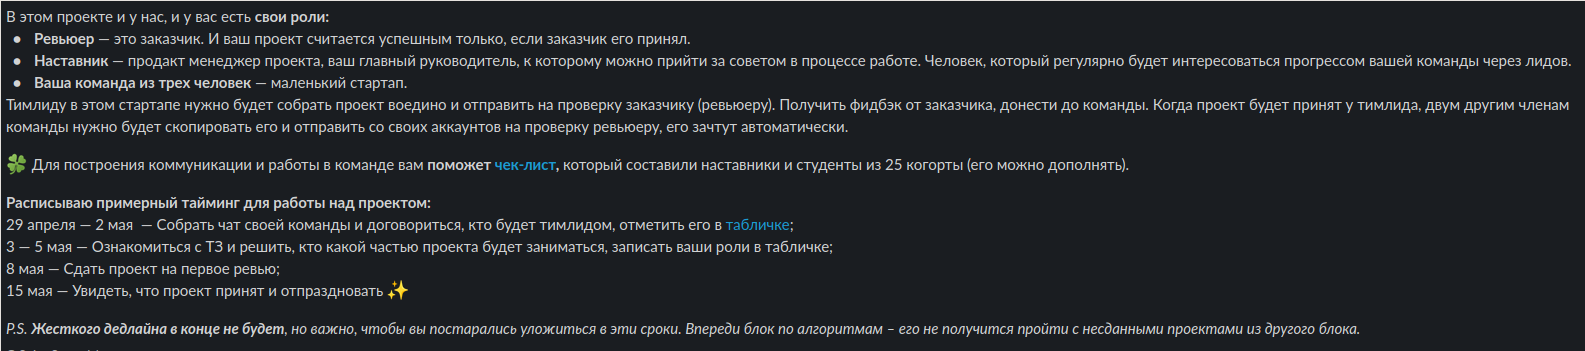 В этом проекте и у нас, и у вас есть свои роли:
● Ревьюер — это заказчик. И ваш проект считается успешным только, если заказчик его принял.
● Наставник — продакт менеджер проекта, ваш главный руководитель, к которому можно прийти за советом в процессе работе. Человек, который регулярно будет интересоваться прогрессом вашей команды через лидов.
● Ваша команда из трех человек — маленький стартап.
Тимлиду в этом стартапе нужно будет собрать проект воедино и отправить на проверку заказчику (ревьюеру). Получить фидбэк от заказчика, донести до команды. Когда проект будет принят у тимлида, двум другим членам
команды нужно будет скопировать его и отправить со своих аккаунтов на проверку ревьюеру, его зачтут автоматически.
🍀 Для построения коммуникации и работы в команде вам поможет чек-лист, который составили наставники и студенты из 25 когорты (его можно дополнять).
Расписываю примерный тайминг для работы над проектом:
29 апреля — 2 мая — Собрать чат своей команды и договориться, кто будет тимлидом, отметить его в табличке;
3 — 5 мая — Ознакомиться с ТЗ и решить, кто какой частью проекта будет заниматься, записать ваши роли в табличке;
8 мая — Сдать проект на первое ревью;
15 мая — Увидеть, что проект принят и отпраздновать ✨
P.S. Жесткого дедлайна в конце не будет, но важно, чтобы вы постарались уложиться в эти сроки. Впереди блок по алгоритмам – его не получится пройти с несданными проектами из другого блока.